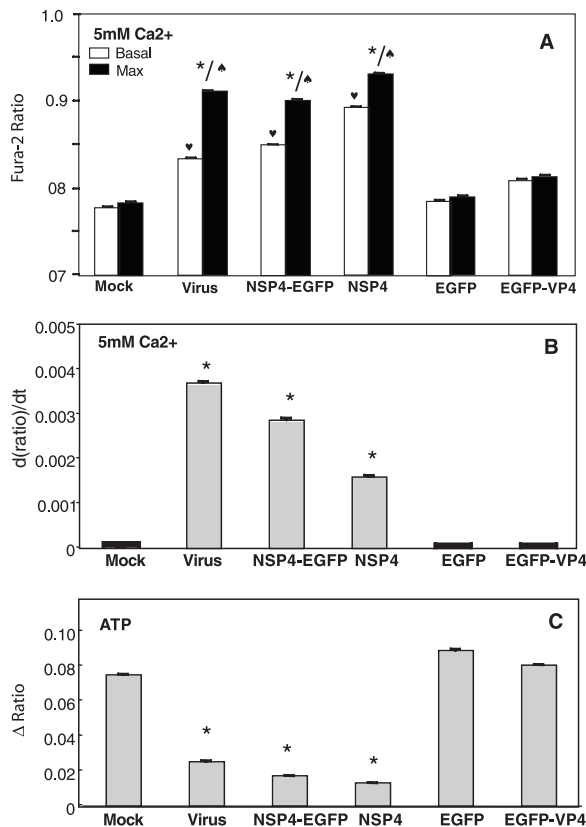 5mM Ca2+
Basal
Max
A
*/♠
*/♠
*/♠
♥
♥
♥
Fura-2 Ratio
1.0
0.9
08
07
Mock Virus NSP4-EGFP NSP4 EGFP EGFP-VP4
5mM Ca2+
B
d(ratio)/dt
0.005
0.004
0.003
0.002
0.001
0
*
*
*
Mock Virus NSP4-EGFP NSP4 EGFP EGFP-VP4
ATP
C
Δ Ratio
0.10
0.08
0.06
0.04
0.02
0
*
*
*
Mock Virus NSP4-EGFP NSP4 EGFP EGFP-VP4